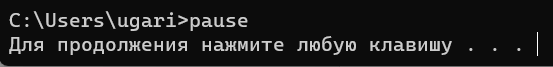 C:\Users\ugari>pause
Для продолжения нажмите любую клавишу . . .